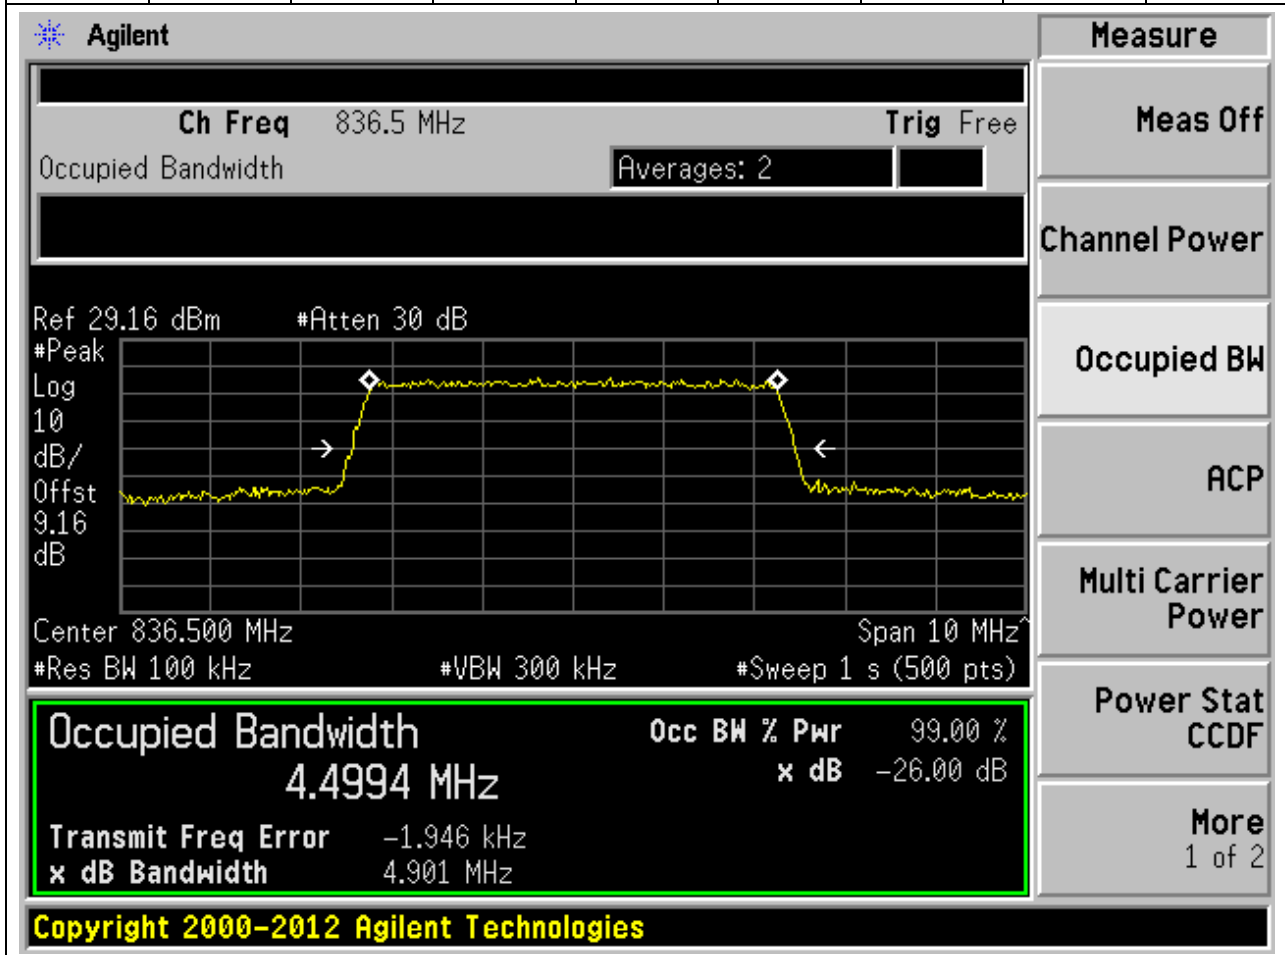 Agilent
Measure
Ch Freq 836.5 MHz Trig Free
Meas Off
Occupied Bandwidth Averages: 2
Channel Power
Ref 29.16 dBm #Atten 30 dB
#Peak
Log
10
dB/
Offst
9.16
dB
Occupied BW
ACP
Center 836.500 MHz Span 10 MHz^
#Res BW 100 kHz #VBW 300 kHz #Sweep 1 s (500 pts)
Multi Carrier
Power
Occupied Bandwidth Occ BW % Pwr 99.00 %
4.4994 MHz x dB -26.00 dB
Power Stat
CCDF
Transmit Freq Error -1.946 kHz
x dB Bandwidth 4.901 MHz
More
1 of 2
Copyright 2000-2012 Agilent Technologies